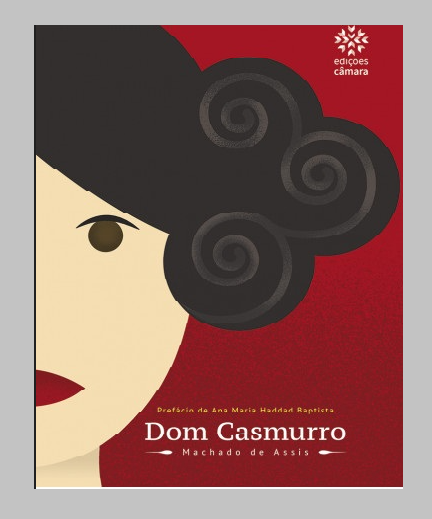 edições
câmara
Prefácio de Ana Maria Haddad Baptista
Dom Casmurro
Machado de Assis